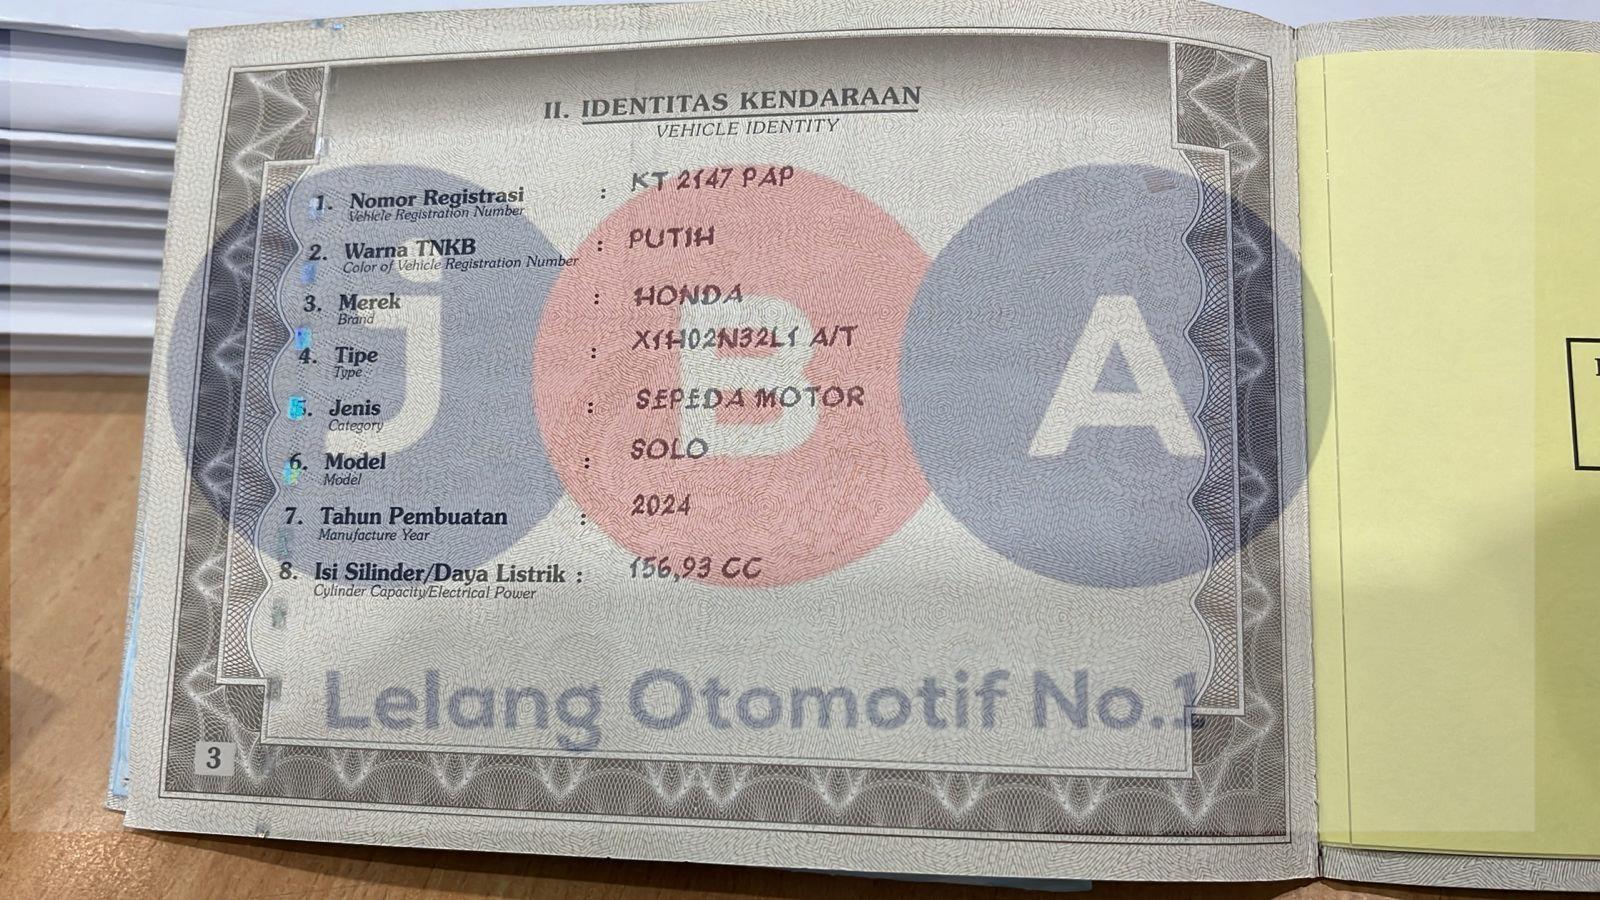 II. IDENTITAS KENDARAAN
VEHICLE IDENTITY
1. Nomor Registrasi : KT 2147 PAP
Vehicle Registration Number
2. Warna TNKB : PUTIH
Color of Vehicle Registration Number
3. Merek : HONDA
Brand
4. Tipe : X1H02N32L1 A/T
Type
5. Jenis : SEPEDA MOTOR
Category
6. Model : SOLO
Model
7. Tahun Pembuatan : 2024
Manufacture Year
8. Isi Silinder/Daya Listrik : 156,93 CC
Cylinder Capacity/Electrical Power
jBA
Lelang Otomotif No.1
3